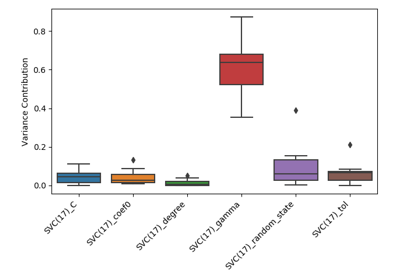 Variance Contribution
0.8
0.6
0.4
0.2
0.0
SVC(17)_C
SVC(17)_coef0
SVC(17)_degree
SVC(17)_gamma
SVC(17)_random_state
SVC(17)_tol